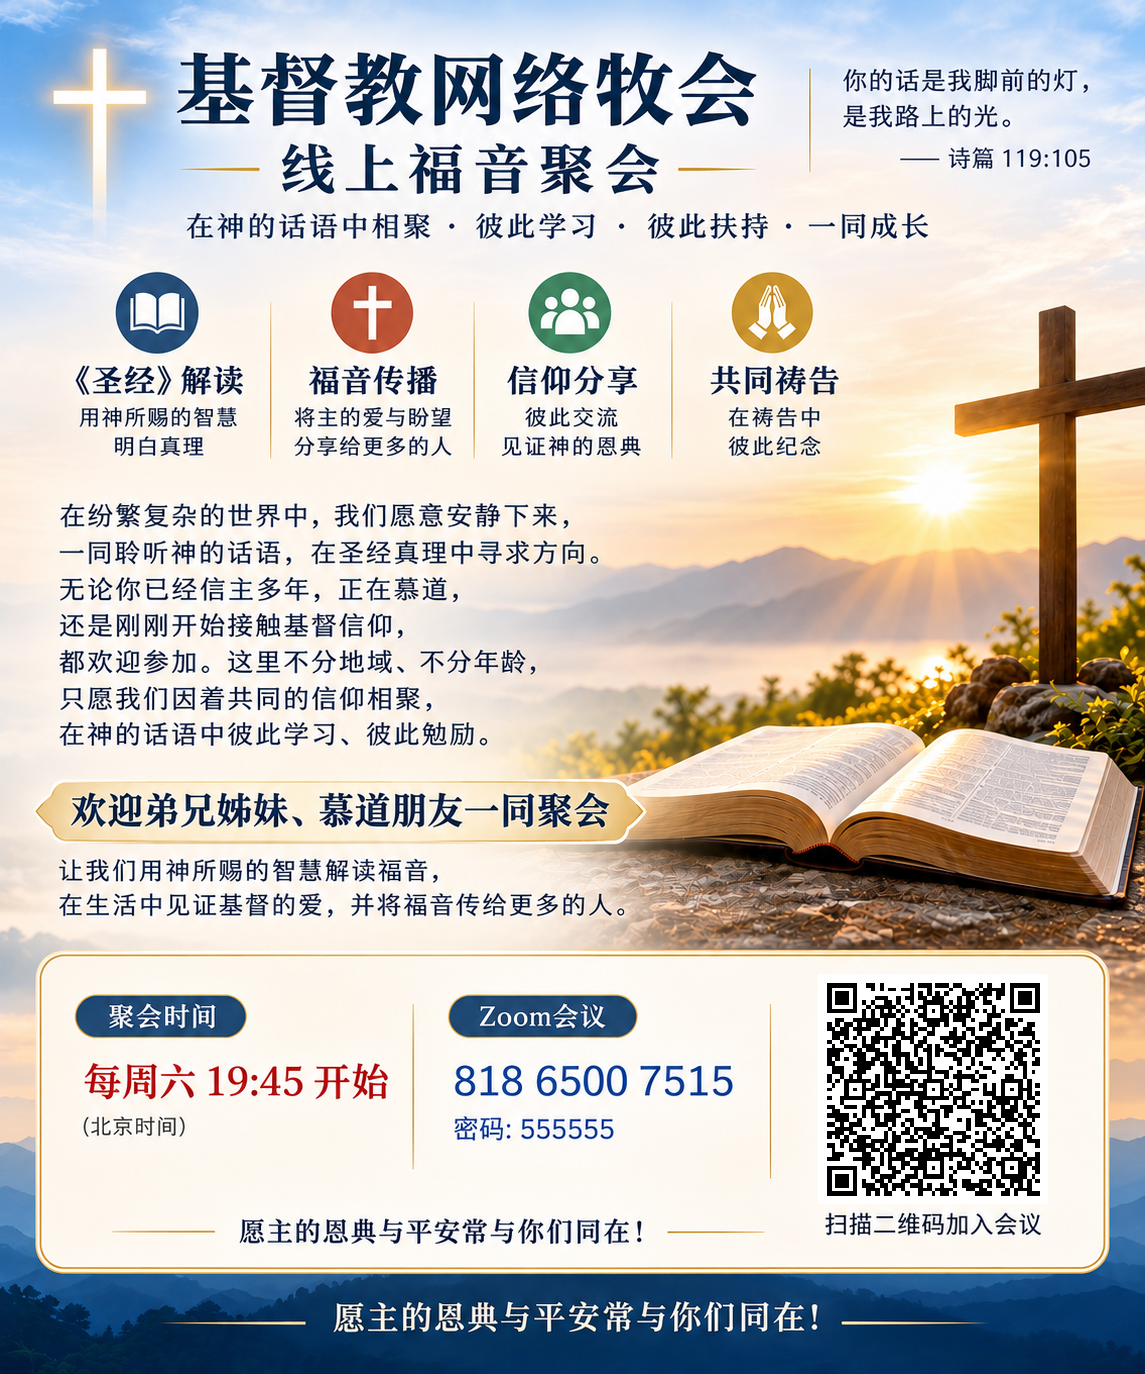 基督教网络牧会
线上福音聚会
在神的话语中相聚 · 彼此学习 · 彼此扶持 · 一同成长
你的话是我脚前的灯，
是我路上的光。
—— 诗篇 119:105
《圣经》解读
用神所赐的智慧
明白真理
福音传播
将主的爱与盼望
分享给更多的人
信仰分享
彼此交流
见证神的恩典
共同祷告
在祷告中
彼此纪念
在纷繁复杂的世界中，我们愿意安静下来，
一同聆听神的话语，在圣经真理中寻求方向。
无论你已经信主多年，正在慕道，
还是刚刚开始接触基督信仰，
都欢迎参加。这里不分地域、不分年龄，
只愿我们因着共同的信仰相聚，
在神的话语中彼此学习、彼此勉励。
欢迎弟兄姊妹、慕道朋友一同聚会
让我们用神所赐的智慧解读福音，
在生活中见证基督的爱，并将福音传给更多的人。
聚会时间
每周六 19:45 开始
(北京时间)
Zoom会议
818 6500 7515
密码: 555555
扫描二维码加入会议
愿主的恩典与平安常与你们同在！
愿主的恩典与平安常与你们同在！